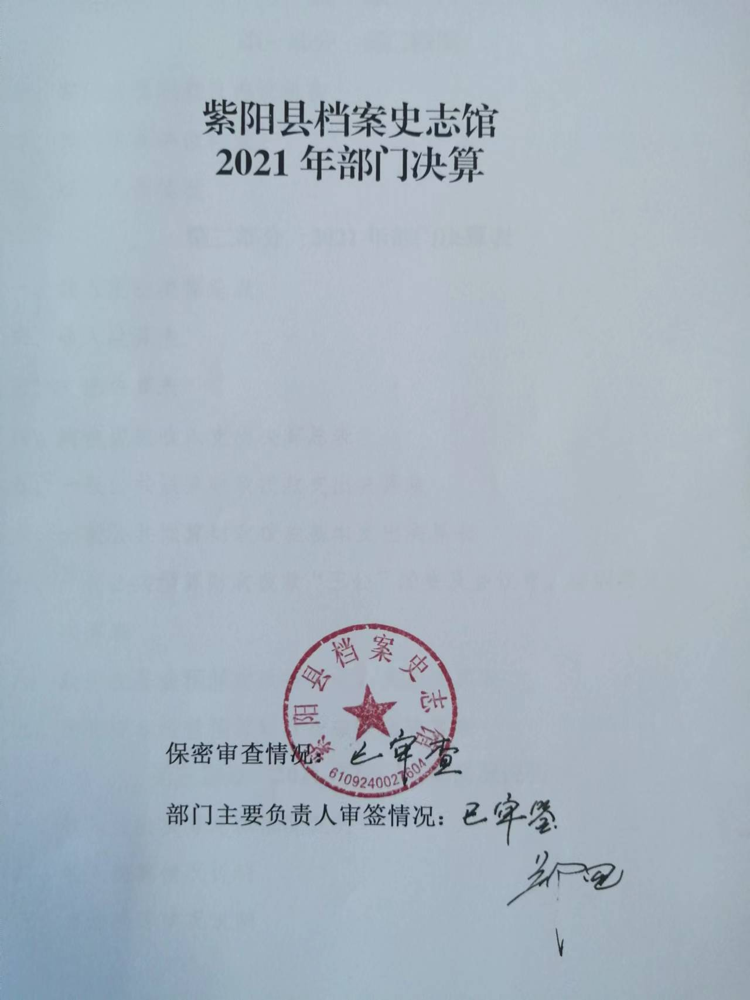 紫阳县档案史志馆
2021 年部门决算
紫阳县档案史志馆
6109240027604
保密审查情况: 已审查
部门主要负责人审签情况: 已审签